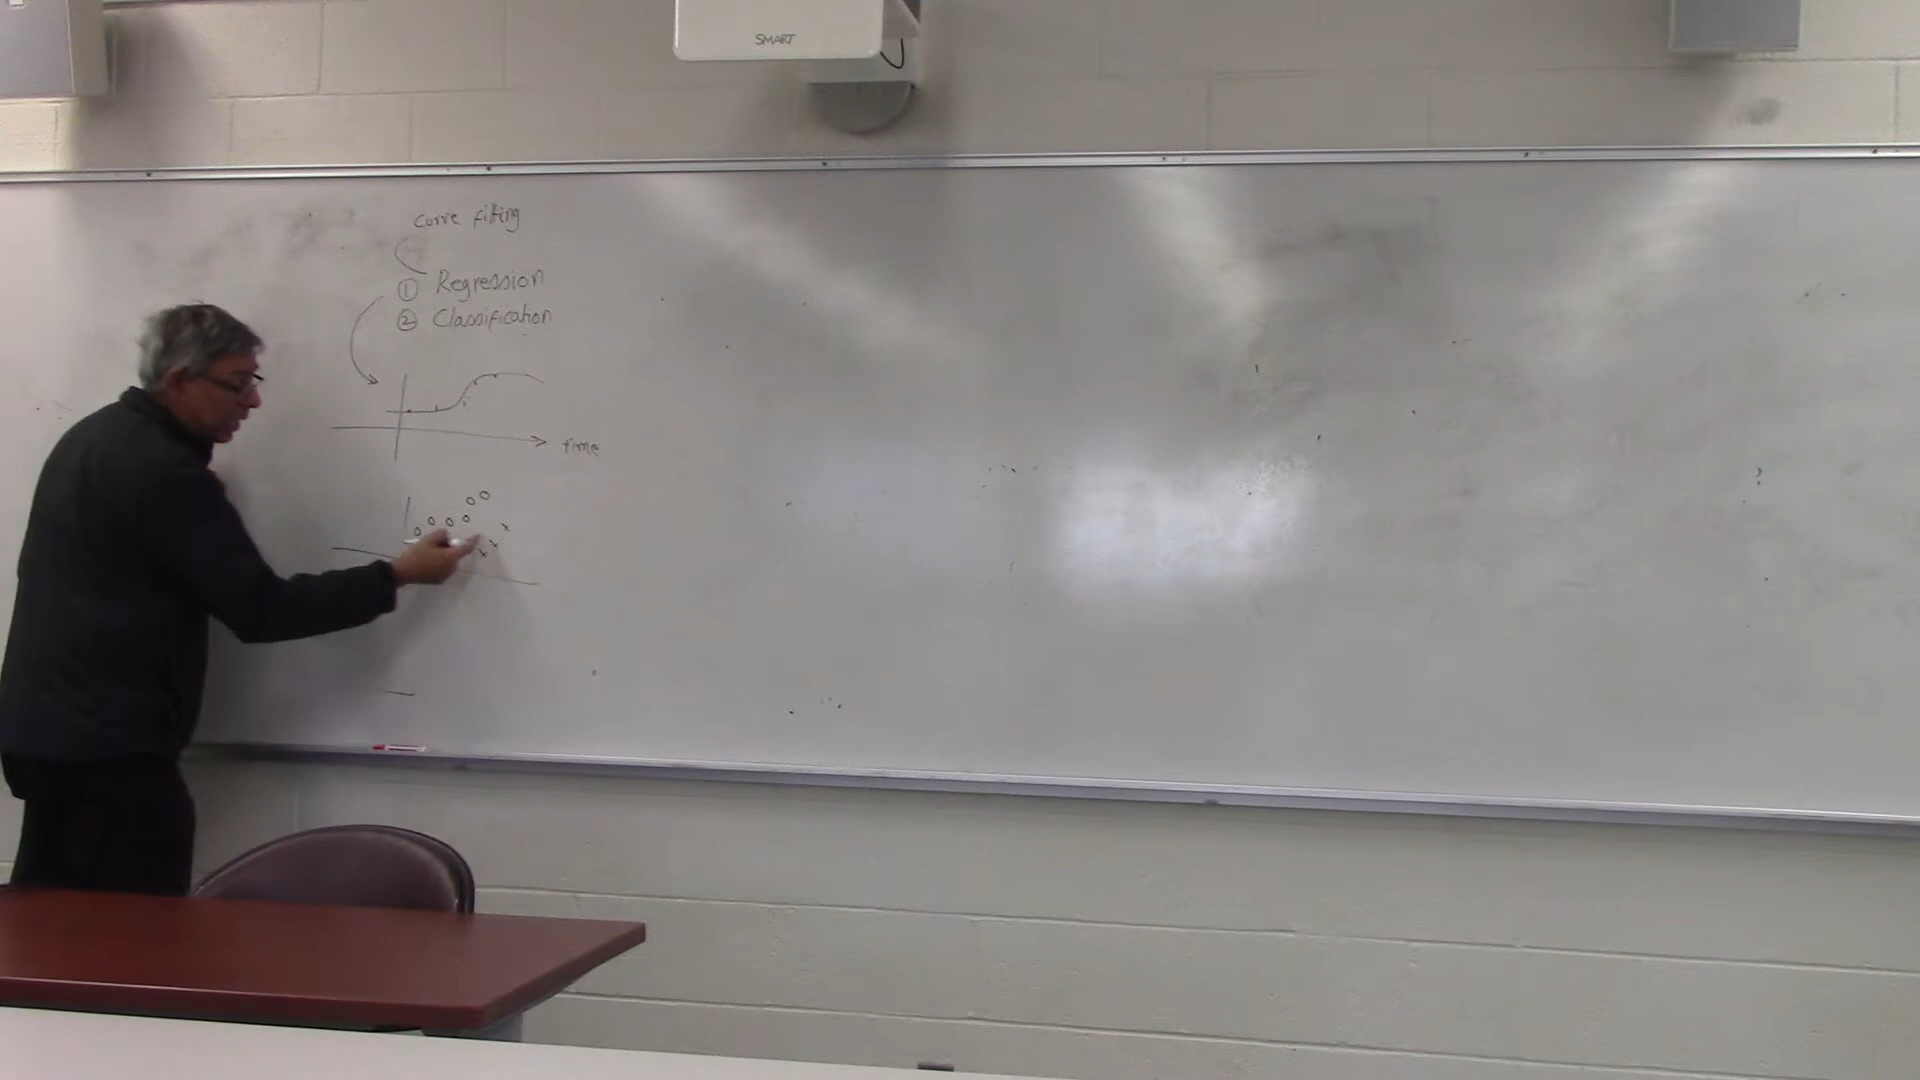 SMART
curve fitting
① Regression
② Classification
time